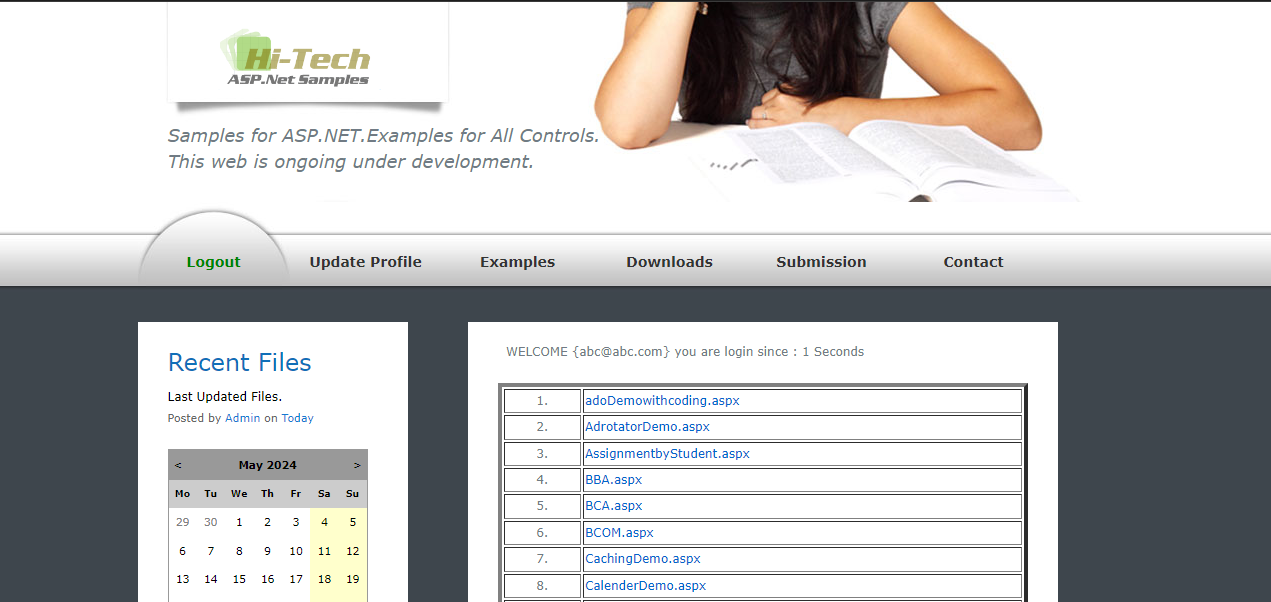 Hi-Tech
ASP.Net Samples
Samples for ASP.NET.Examples for All Controls.
This web is ongoing under development.
Logout Update Profile Examples Downloads Submission Contact
Recent Files
Last Updated Files.
Posted by Admin on Today
< May 2024 >
Mo Tu We Th Fr Sa Su
29 30 1 2 3 4 5
6 7 8 9 10 11 12
13 14 15 16 17 18 19
WELCOME {abc@abc.com} you are login since : 1 Seconds
1. adoDemowithcoding.aspx
2. AdrotatorDemo.aspx
3. AssignmentbyStudent.aspx
4. BBA.aspx
5. BCA.aspx
6. BCOM.aspx
7. CachingDemo.aspx
8. CalenderDemo.aspx